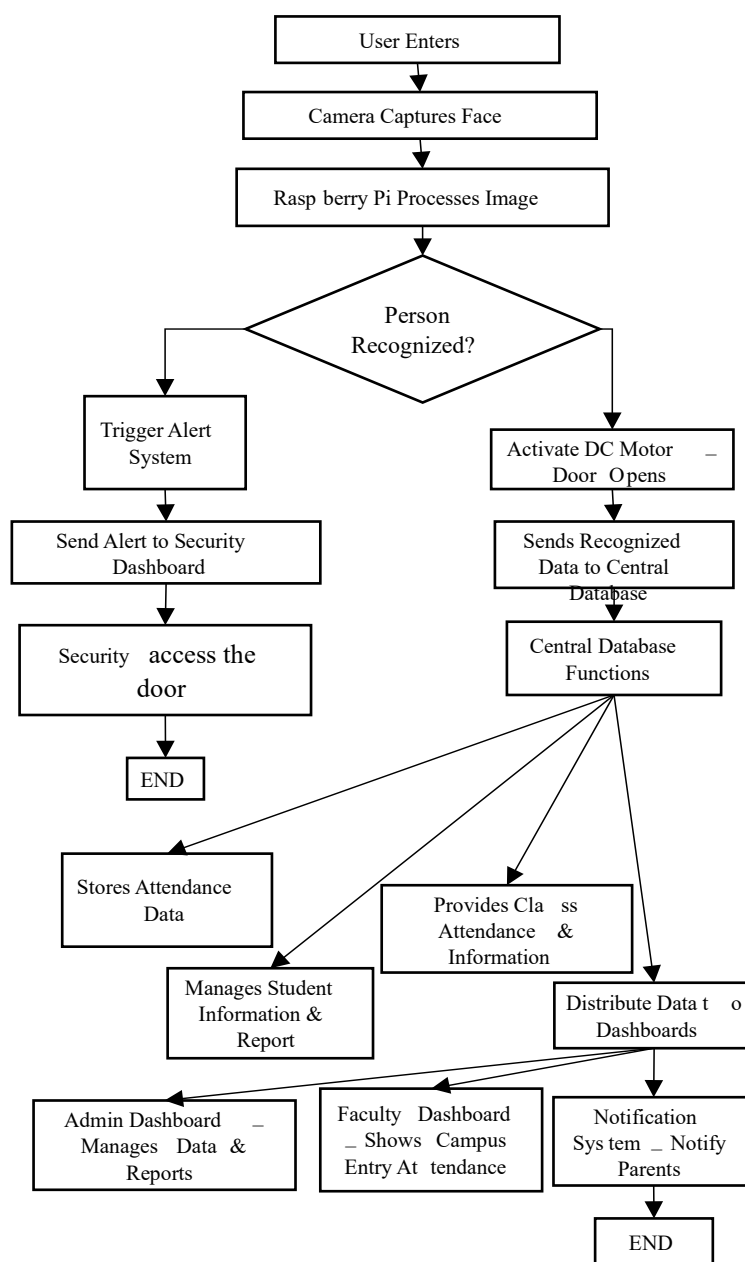 User Enters
Camera Captures Face
Rasp berry Pi Processes Image
Person
Recognized?
Trigger Alert
System
Activate DC Motor _
Door Opens
Send Alert to Security
Dashboard
Sends Recognized
Data to Central
Database
Security access the
door
Central Database
Functions
END
Stores Attendance
Data
Provides Cla ss
Attendance &
Information
Manages Student
Information &
Report
Distribute Data t o
Dashboards
Admin Dashboard _
Manages Data &
Reports
Faculty Dashboard
_ Shows Campus
Entry At tendance
Notification
Sys tem _ Notify
Parents
END